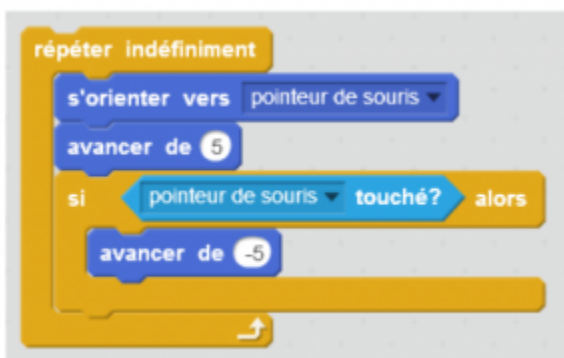 répéter indéfiniment
s'orienter vers pointeur de souris
avancer de 5
si pointeur de souris touché? alors
avancer de -5